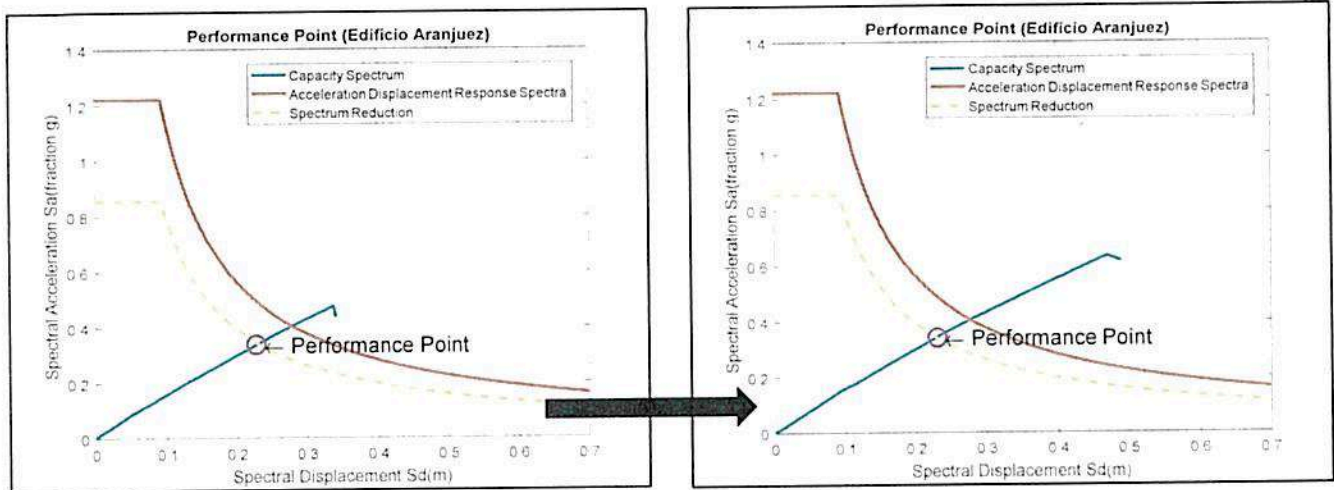 Performance Point (Edificio Aranjuez)
1.4
1.2
1
0 8
0 6
0 4
0 2
0
Spectral Acceleration Sa(fraction g)
Capacity Spectrum
Acceleration Displacement Response Spectra
Spectrum Reduction
Performance Point
0
0 1
0 2
0 3
0 4
0 5
0 6
0 7
Spectral Displacement Sd(m)
Performance Point (Edificio Aranjuez)
1.4
1.2
1
0 8
0 6
0 4
0 2
0
Spectral Acceleration Sa(fraction g)
Capacity Spectrum
Acceleration Displacement Response Spectra
Spectrum Reduction
Performance Point
0
0 1
0 2
0 3
0 4
0 5
0 6
0 7
Spectral Displacement Sd(m)